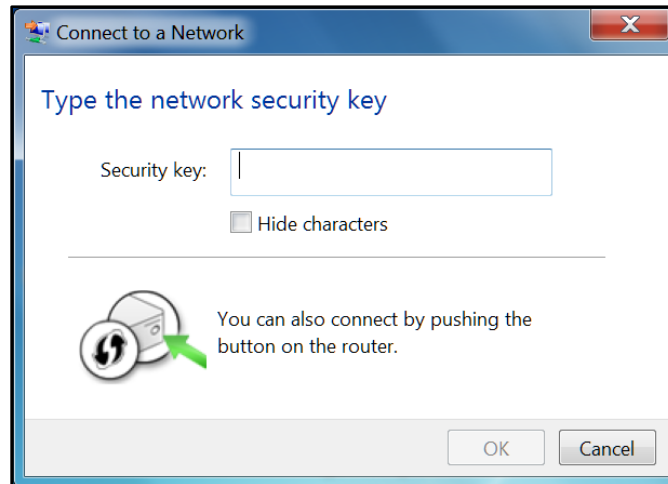 Connect to a Network
Type the network security key
Security key:
Hide characters
You can also connect by pushing the
button on the router.
OK
Cancel